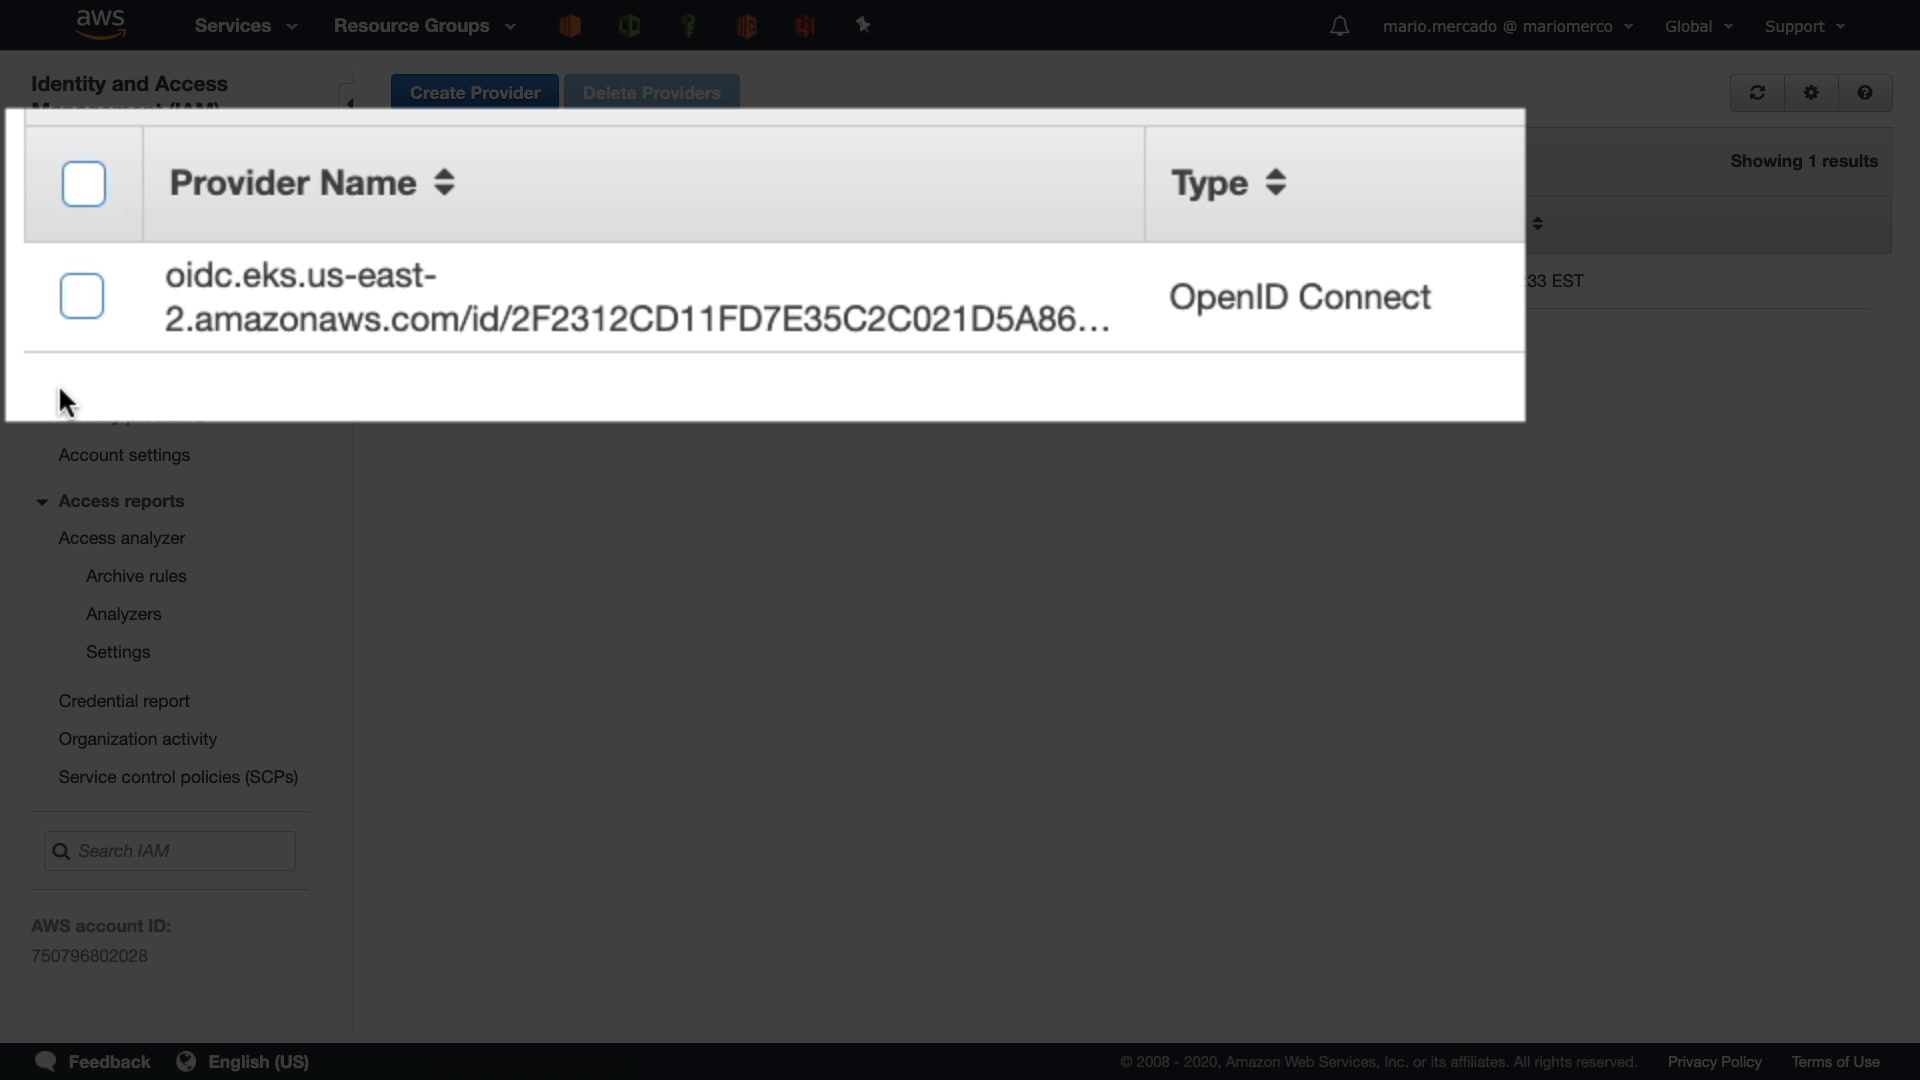 aws
Services
Resource Groups
mario.mercado @ mariomerco
Global
Support
Identity and Access
Create Provider
Delete Providers
Showing 1 results
Provider Name
Type
oidc.eks.us-east-
2.amazonaws.com/id/2F2312CD11FD7E35C2C021D5A86...
OpenID Connect
33 EST
Account settings
Access reports
Access analyzer
Archive rules
Analyzers
Settings
Credential report
Organization activity
Service control policies (SCPs)
Search IAM
AWS account ID:
750796802028
Feedback
English (US)
© 2008 - 2020, Amazon Web Services, Inc. or its affiliates. All rights reserved.
Privacy Policy
Terms of Use